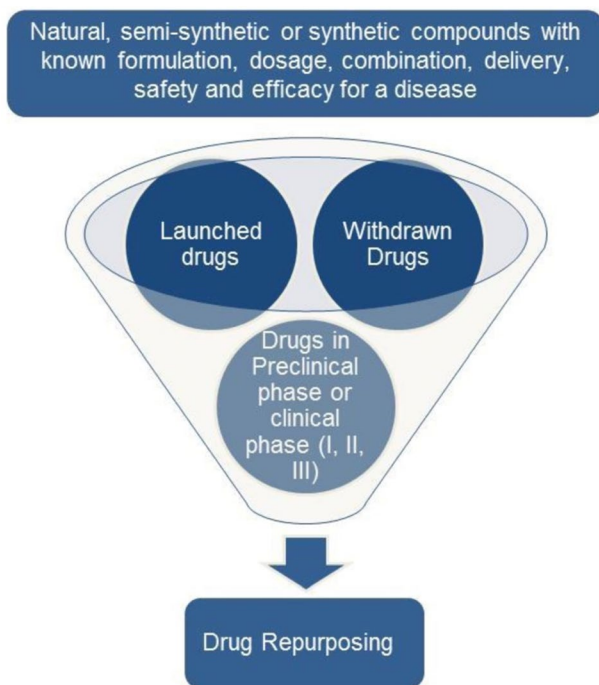 Natural, semi-synthetic or synthetic compounds with
known formulation, dosage, combination, delivery,
safety and efficacy for a disease
Launched
drugs
Withdrawn
Drugs
Drugs in
Preclinical
phase or
clinical
phase (I, II,
III)
Drug Repurposing